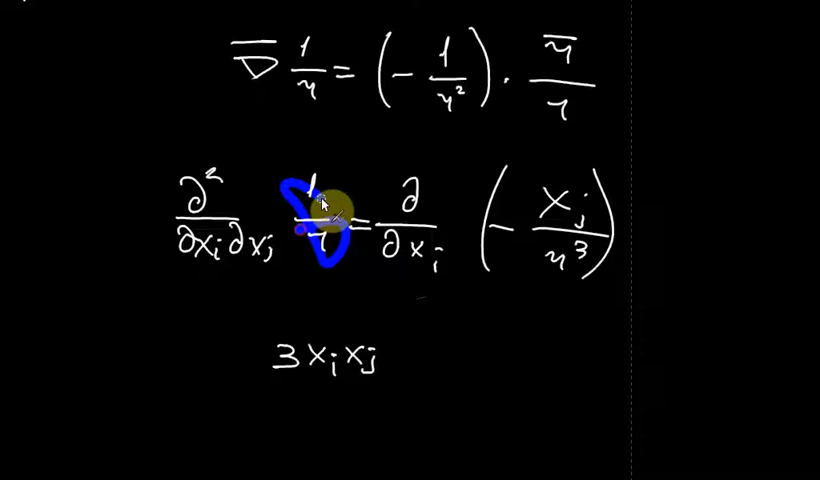 ∇̅ 1/r = (− 1/r²) · r̅/r
∂²/∂xᵢ∂xⱼ 1/r = ∂/∂xᵢ (− xⱼ/r³)
3xᵢxⱼ